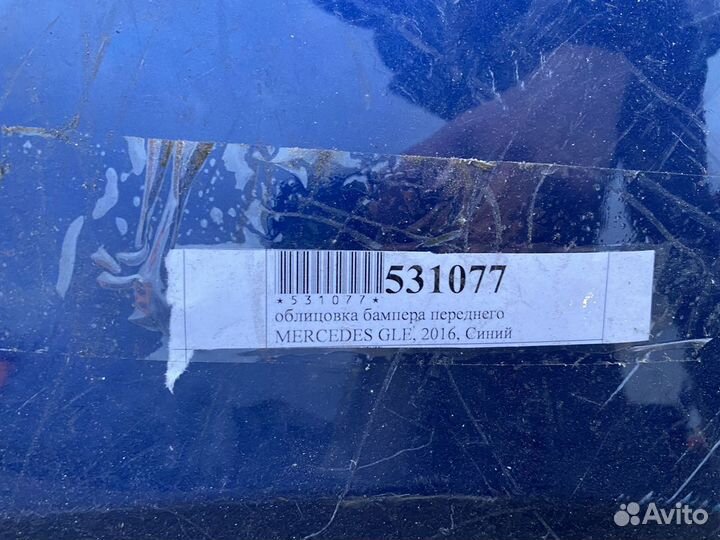 531077
*531077*
облицовка бампера переднего
MERCEDES GLE, 2016, Синий
Avito